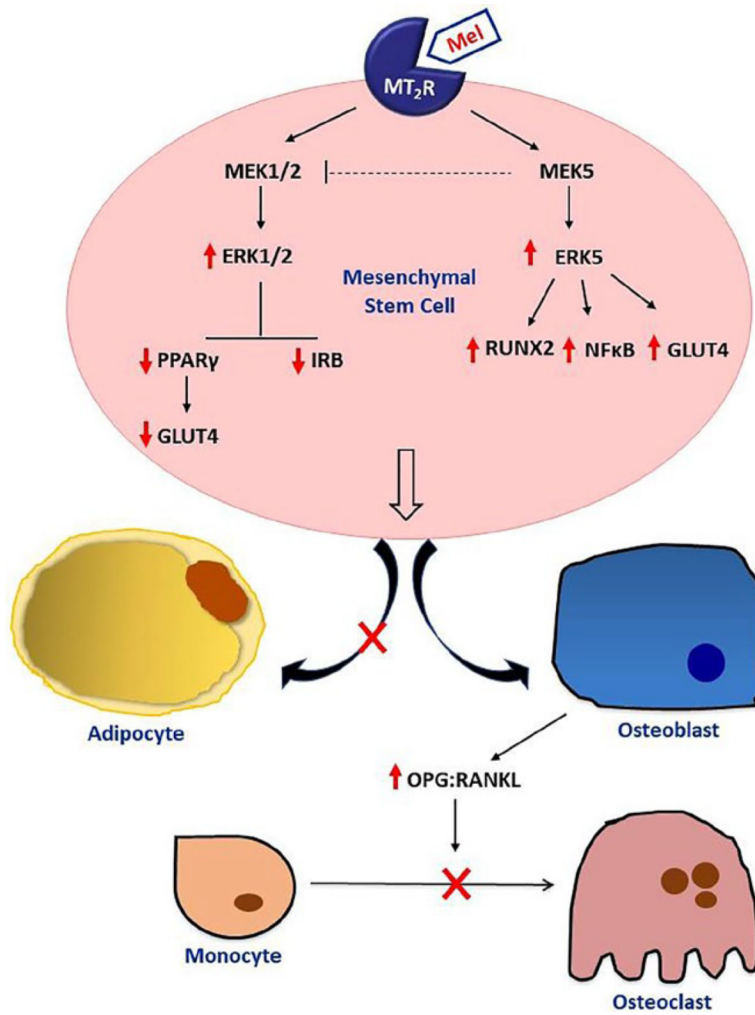 Mel
MT₂R
MEK1/2
MEK5
ERK1/2
ERK5
Mesenchymal
Stem Cell
PPARγ
IRB
RUNX2
NFκB
GLUT4
GLUT4
Adipocyte
Osteoblast
OPG:RANKL
Monocyte
Osteoclast